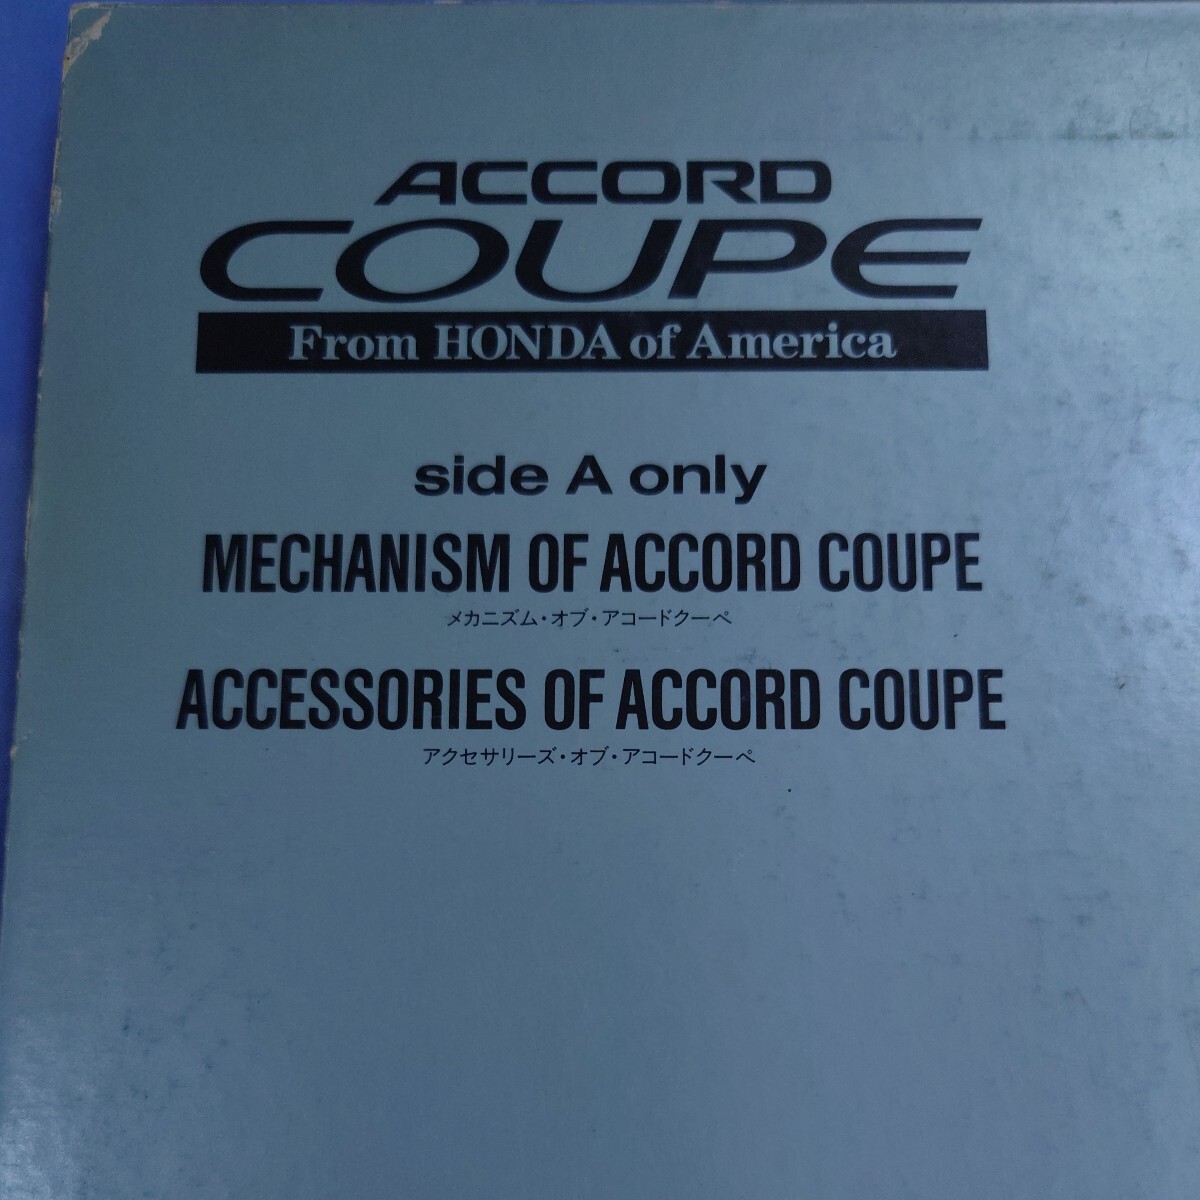 ACCORD
COUPE
From HONDA of America
side A only
MECHANISM OF ACCORD COUPE
メカニズム・オブ・アコードクーペ
ACCESSORIES OF ACCORD COUPE
アクセサリーズ・オブ・アコードクーペ